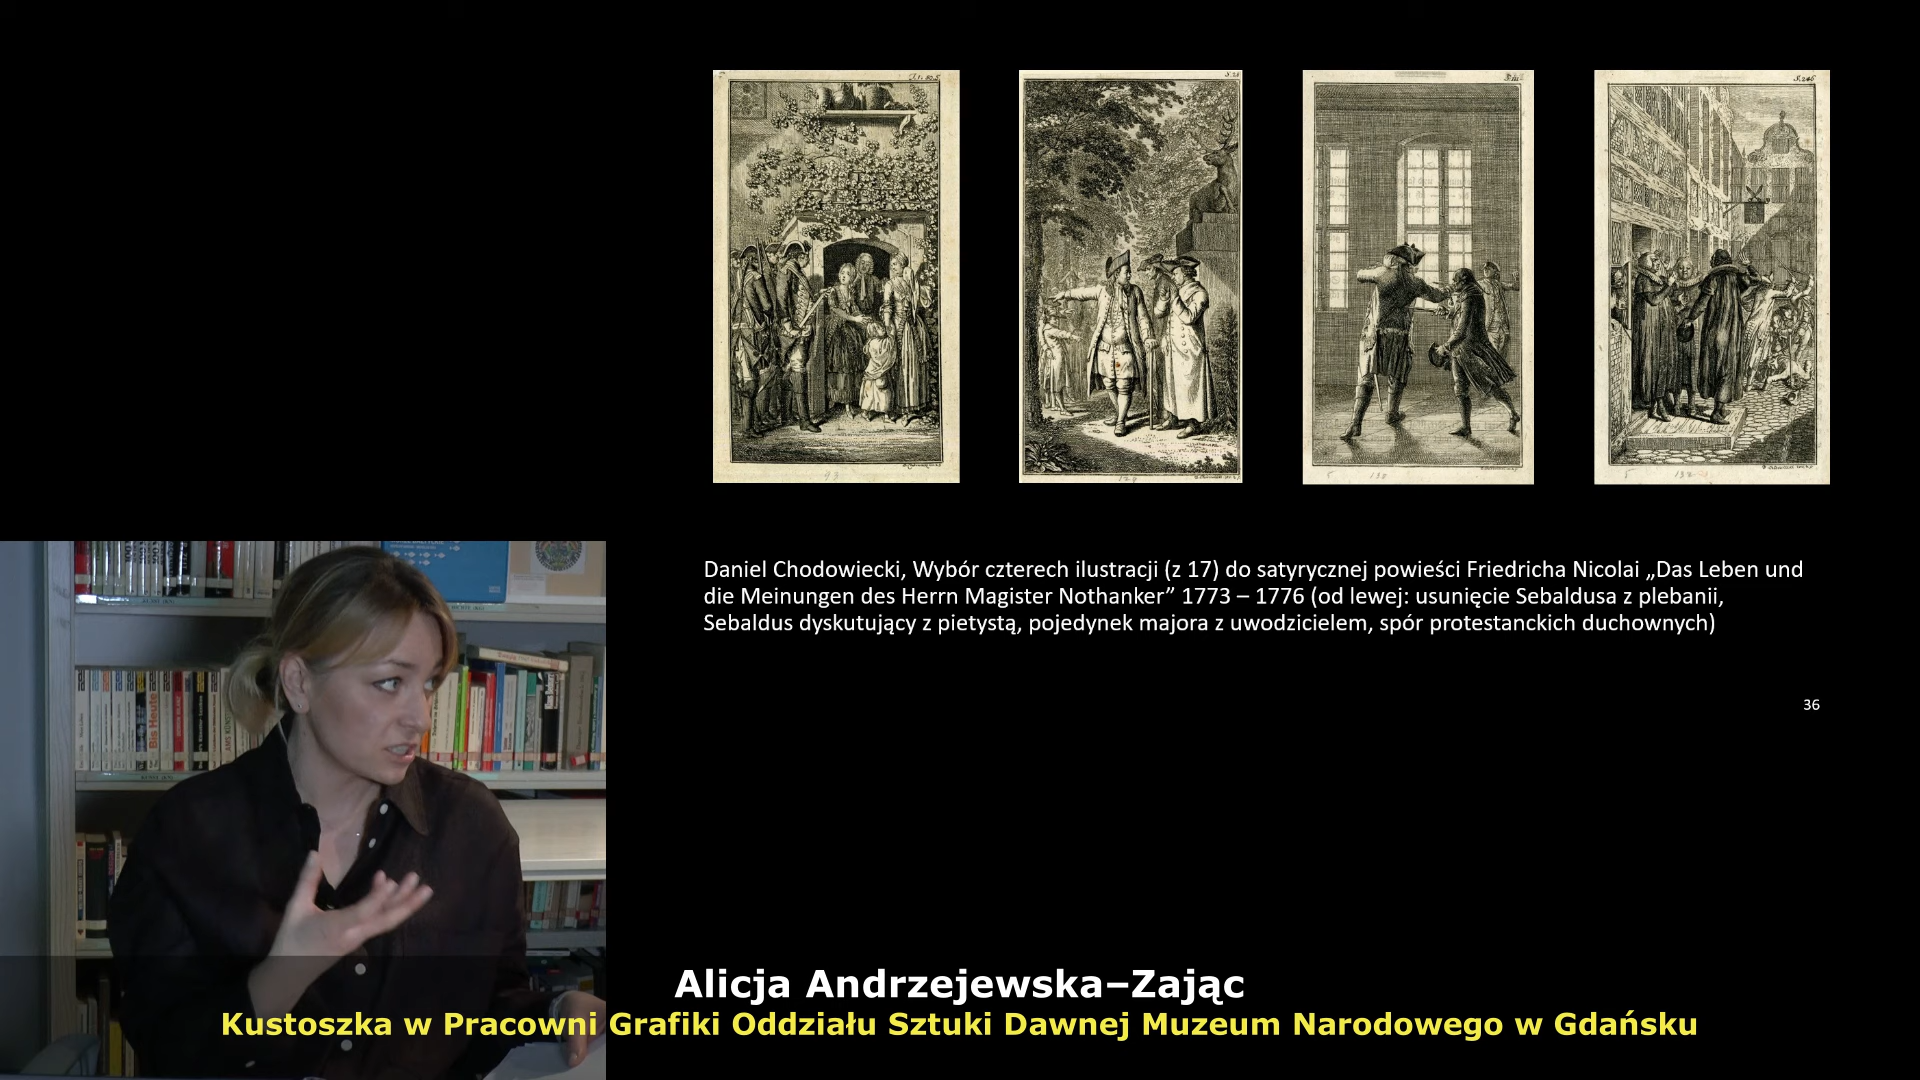 Daniel Chodowiecki, Wybór czterech ilustracji (z 17) do satyrycznej powieści Friedricha Nicolai „Das Leben und
die Meinungen des Herrn Magister Nothanker” 1773 – 1776 (od lewej: usunięcie Sebaldusa z plebanii,
Sebaldus dyskutujący z pietystą, pojedynek majora z uwodzicielem, spór protestanckich duchownych)
36
Bis Heute
Alicja Andrzejewska–Zając
Kustoszka w Pracowni Grafiki Oddziału Sztuki Dawnej Muzeum Narodowego w Gdańsku